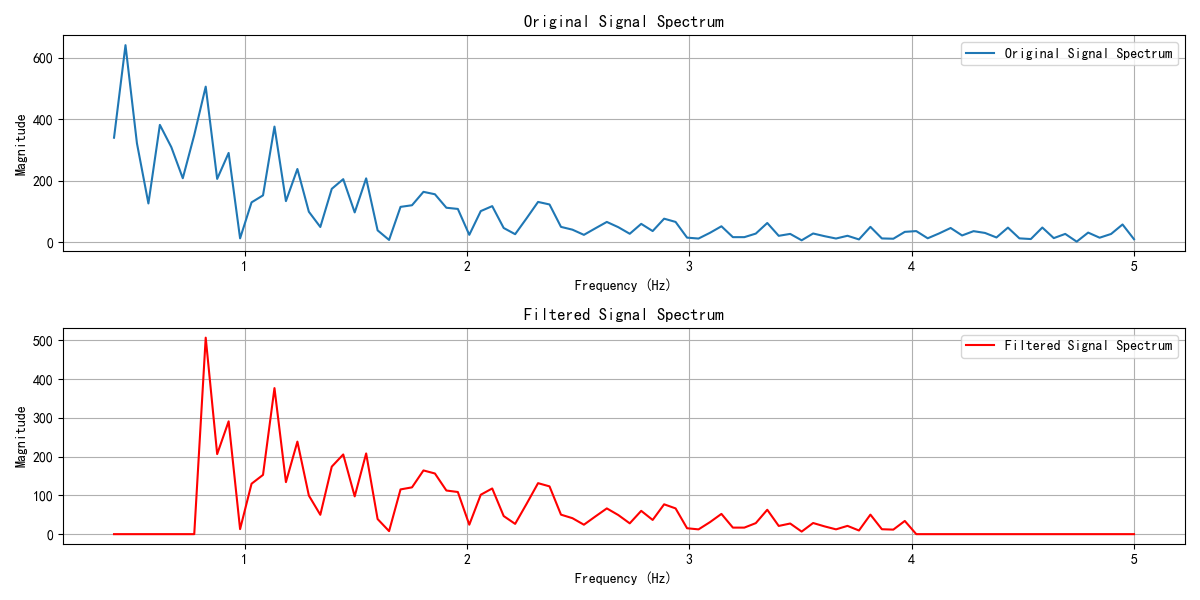 Original Signal Spectrum
Original Signal Spectrum
Magnitude
600
400
200
0
1 2 3 4 5
Frequency (Hz)
Filtered Signal Spectrum
Filtered Signal Spectrum
Magnitude
500
400
300
200
100
0
1 2 3 4 5
Frequency (Hz)